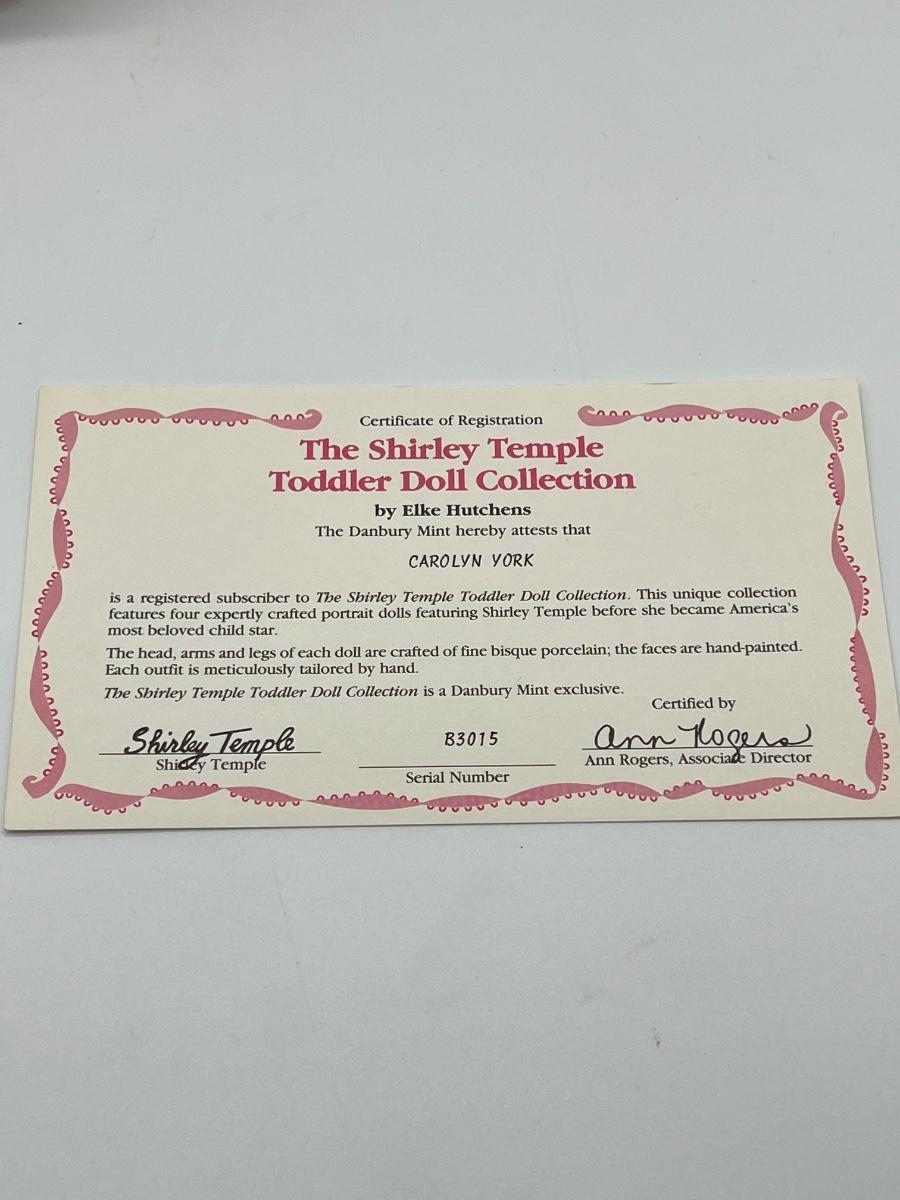 Certificate of Registration
The Shirley Temple
Toddler Doll Collection
by Elke Hutchens
The Danbury Mint hereby attests that
CAROLYN YORK
is a registered subscriber to The Shirley Temple Toddler Doll Collection. This unique collection
features four expertly crafted portrait dolls featuring Shirley Temple before she became America's
most beloved child star.
The head, arms and legs of each doll are crafted of fine bisque porcelain; the faces are hand-painted.
Each outfit is meticulously tailored by hand.
The Shirley Temple Toddler Doll Collection is a Danbury Mint exclusive.
Certified by
Shirley Temple
Shirley Temple
B3015
Serial Number
Ann Rogers
Ann Rogers, Associate Director